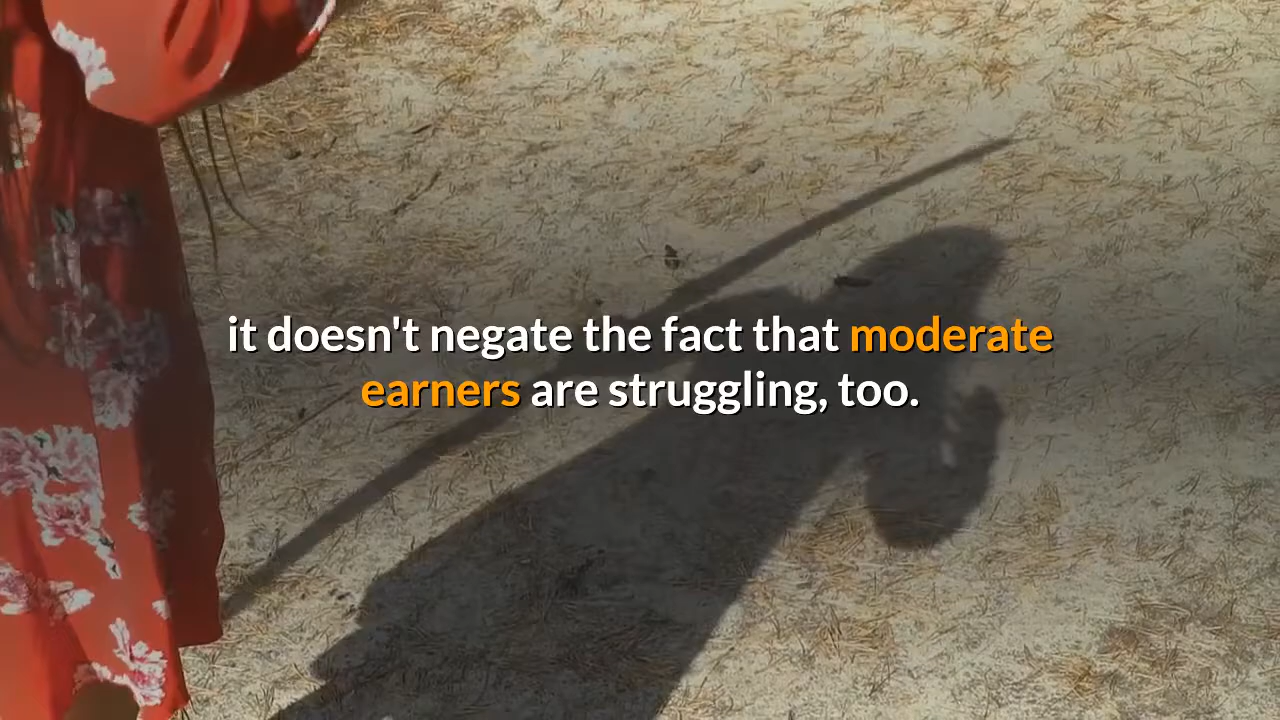 it doesn't negate the fact that moderate
earners are struggling, too.